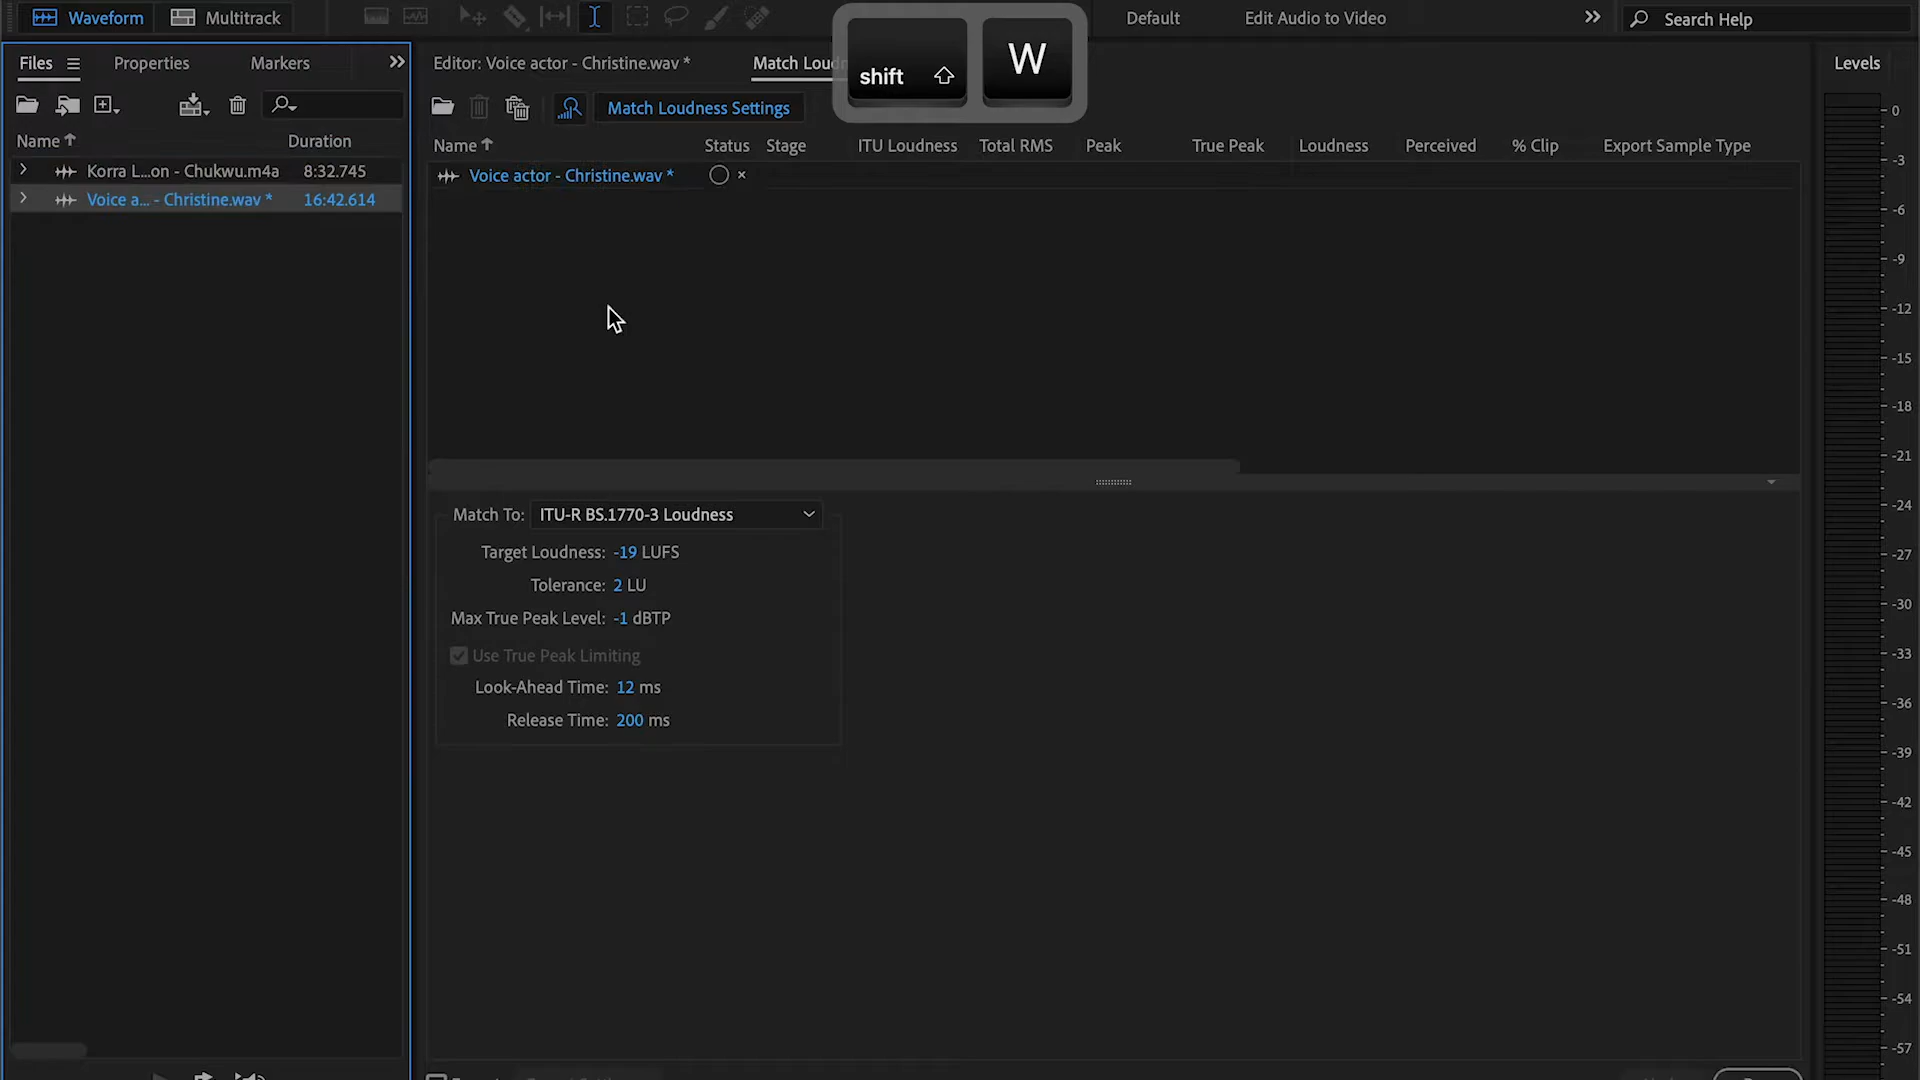 Waveform Multitrack Default Edit Audio to Video Search Help
shift W
Files Properties Markers
Editor: Voice actor - Christine.wav * Match Loud
Levels
Match Loudness Settings
Name Duration
Korra L...on - Chukwu.m4a 8:32.745
Voice a... - Christine.wav * 16:42.614
Name Status Stage ITU Loudness Total RMS Peak True Peak Loudness Perceived % Clip Export Sample Type
Voice actor - Christine.wav * ×
Match To: ITU-R BS.1770-3 Loudness
Target Loudness: -19 LUFS
Tolerance: 2 LU
Max True Peak Level: -1 dBTP
Use True Peak Limiting
Look-Ahead Time: 12 ms
Release Time: 200 ms
0
-3
-6
-9
-12
-15
-18
-21
-24
-27
-30
-33
-36
-39
-42
-45
-48
-51
-54
-57